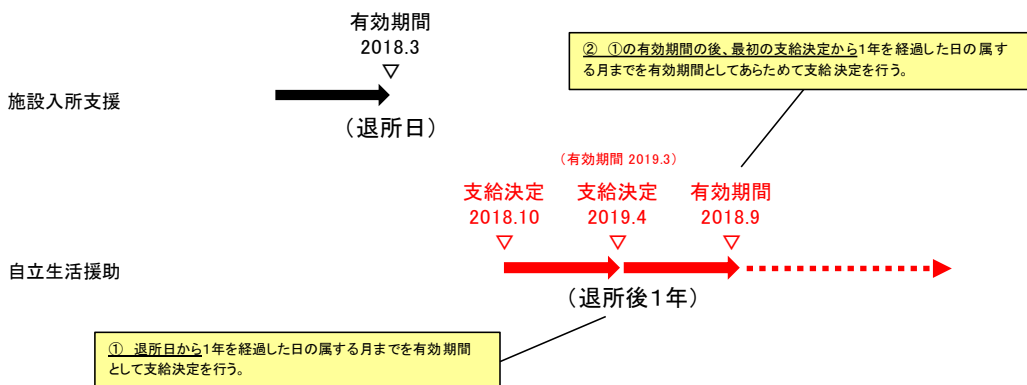 有効期間
2018.3
▽
② ①の有効期間の後、最初の支給決定から1年を経過した日の属す
る月までを有効期間としてあらためて支給決定を行う。
施設入所支援
（退所日）
（有効期間 2019.3）
支給決定
2018.10
▽
支給決定
2019.4
▽
有効期間
2018.9
▽
自立生活援助
（退所後１年）
① 退所日から1年を経過した日の属する月までを有効期間
として支給決定を行う。